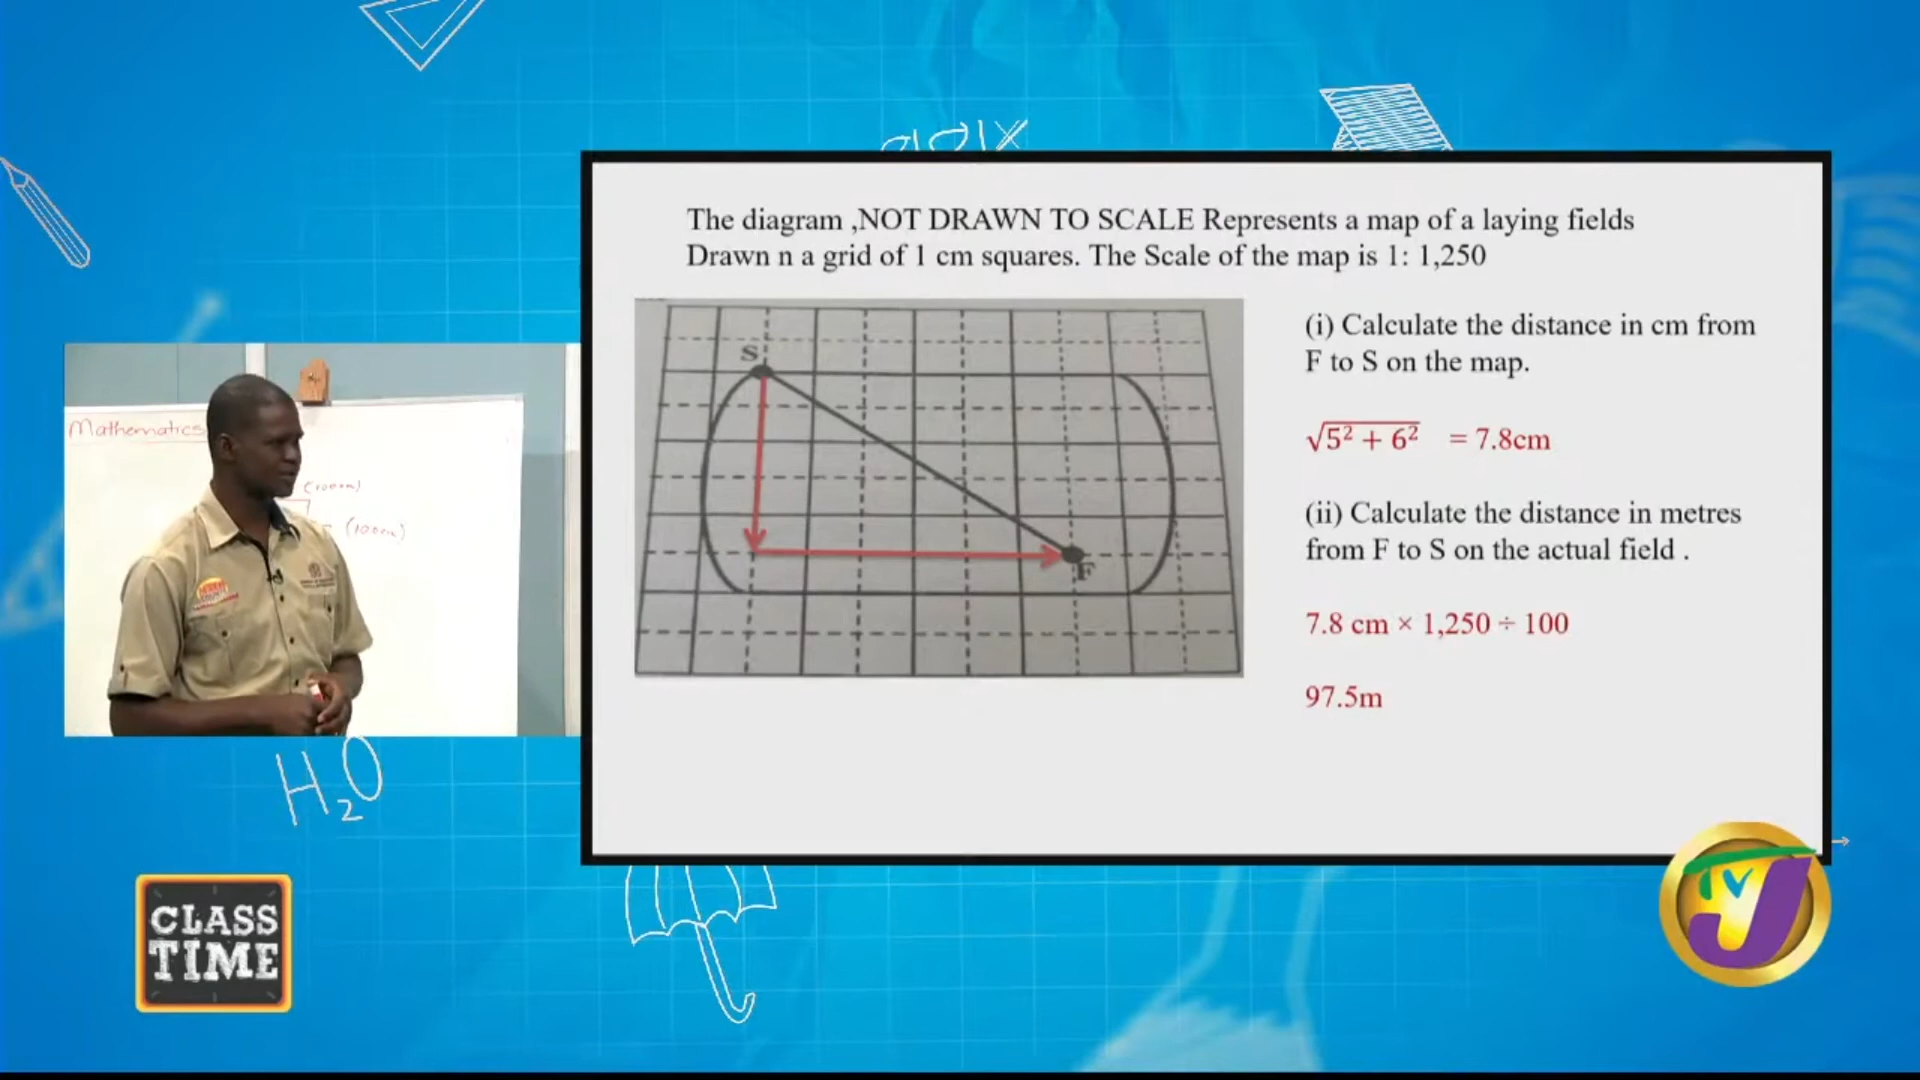 The diagram ,NOT DRAWN TO SCALE Represents a map of a laying fields
Drawn n a grid of 1 cm squares. The Scale of the map is 1: 1,250
S
F
(i) Calculate the distance in cm from
F to S on the map.
√5² + 6² = 7.8cm
(ii) Calculate the distance in metres
from F to S on the actual field .
7.8 cm × 1,250 ÷ 100
97.5m
Mathematics
(100cm)
(100cm)
H₂O
CLASS
TIME
TVJ